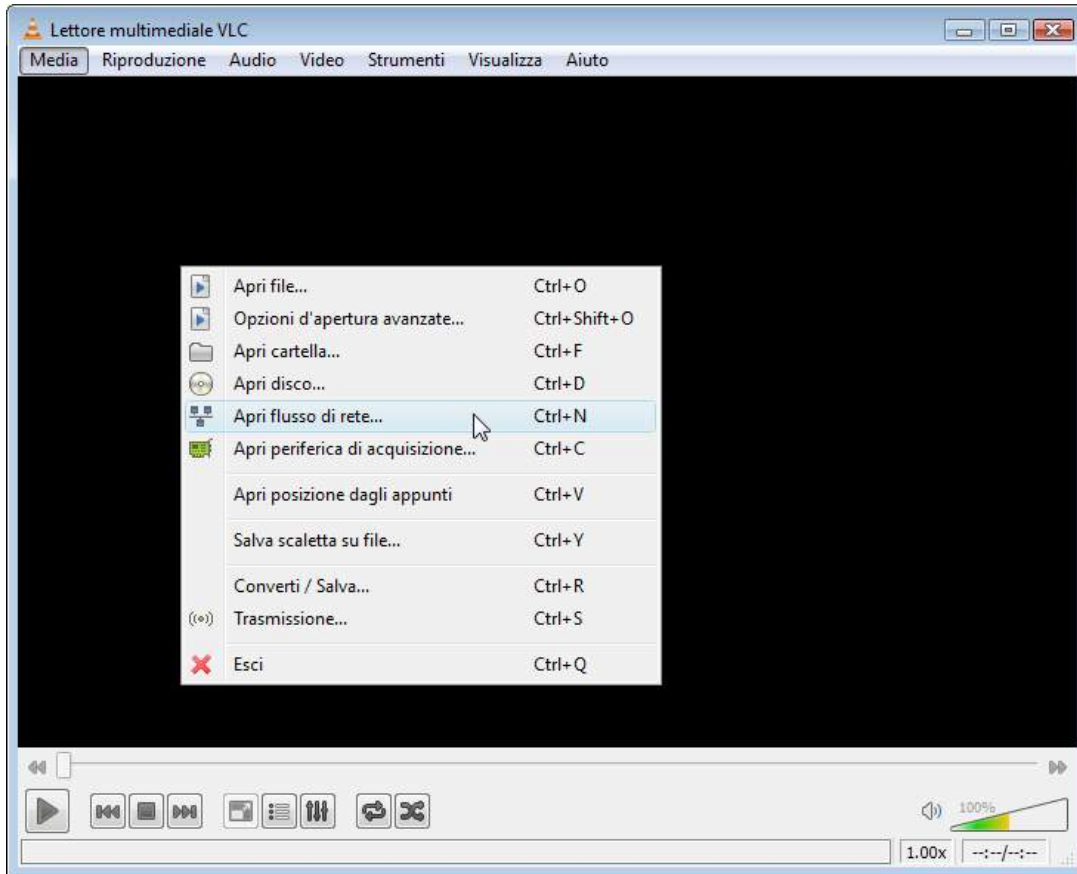 Lettore multimediale VLC
Media Riproduzione Audio Video Strumenti Visualizza Aiuto
Apri file... Ctrl+O
Opzioni d'apertura avanzate... Ctrl+Shift+O
Apri cartella... Ctrl+F
Apri disco... Ctrl+D
Apri flusso di rete... Ctrl+N
Apri periferica di acquisizione... Ctrl+C
Apri posizione dagli appunti Ctrl+V
Salva scaletta su file... Ctrl+Y
Converti / Salva... Ctrl+R
Trasmissione... Ctrl+S
Esci Ctrl+Q
100%
1.00x --:--/--:--